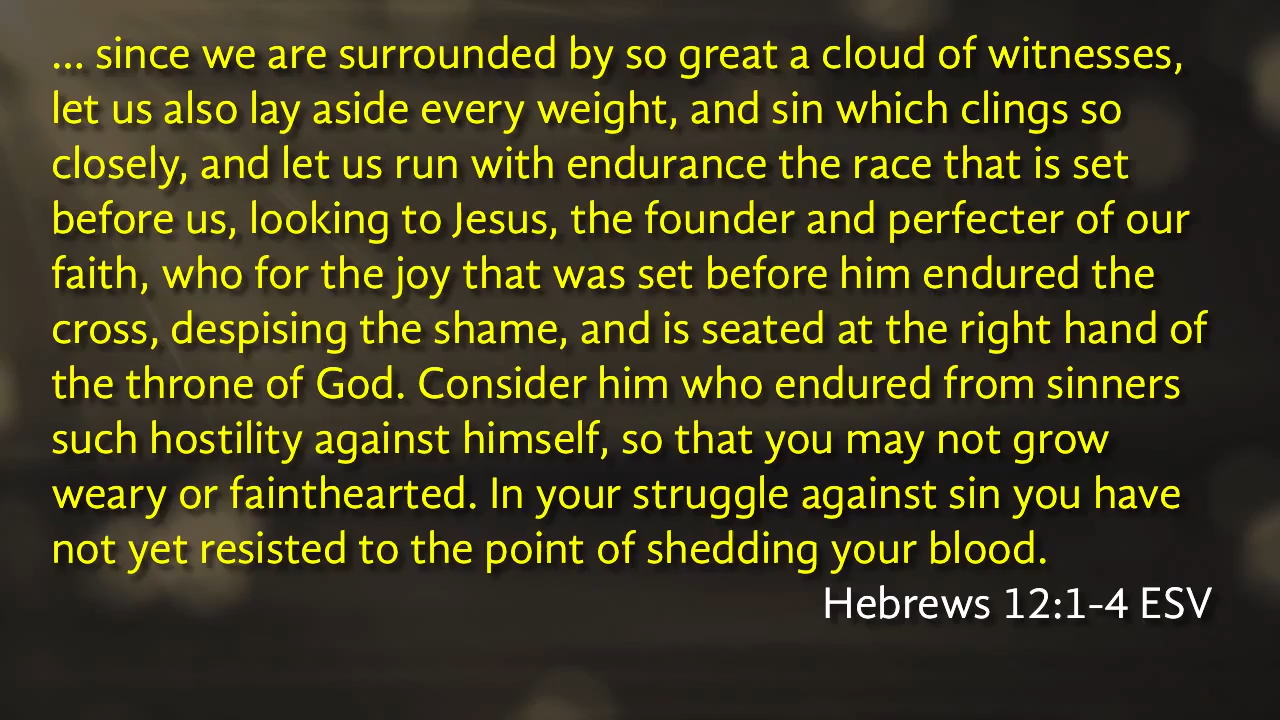 ... since we are surrounded by so great a cloud of witnesses,
let us also lay aside every weight, and sin which clings so
closely, and let us run with endurance the race that is set
before us, looking to Jesus, the founder and perfecter of our
faith, who for the joy that was set before him endured the
cross, despising the shame, and is seated at the right hand of
the throne of God. Consider him who endured from sinners
such hostility against himself, so that you may not grow
weary or fainthearted. In your struggle against sin you have
not yet resisted to the point of shedding your blood.
Hebrews 12:1-4 ESV